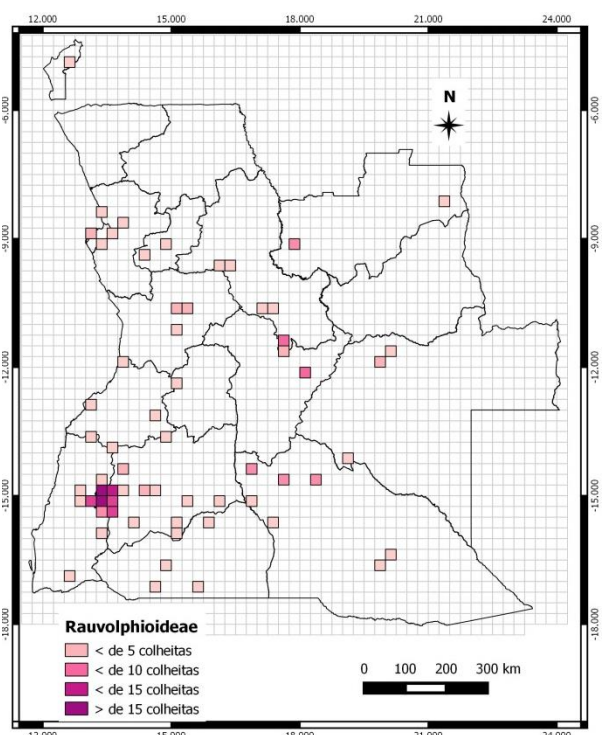 12.000 15.000 18.000 21.000 24.000
N
-6.000
-9.000
-12.000
-15.000
-18.000
-6.000
-9.000
-12.000
-15.000
-18.000
Rauvolphioideae
< de 5 colheitas
< de 10 colheitas
< de 15 colheitas
> de 15 colheitas
0 100 200 300 km
12.000 15.000 18.000 21.000 24.000